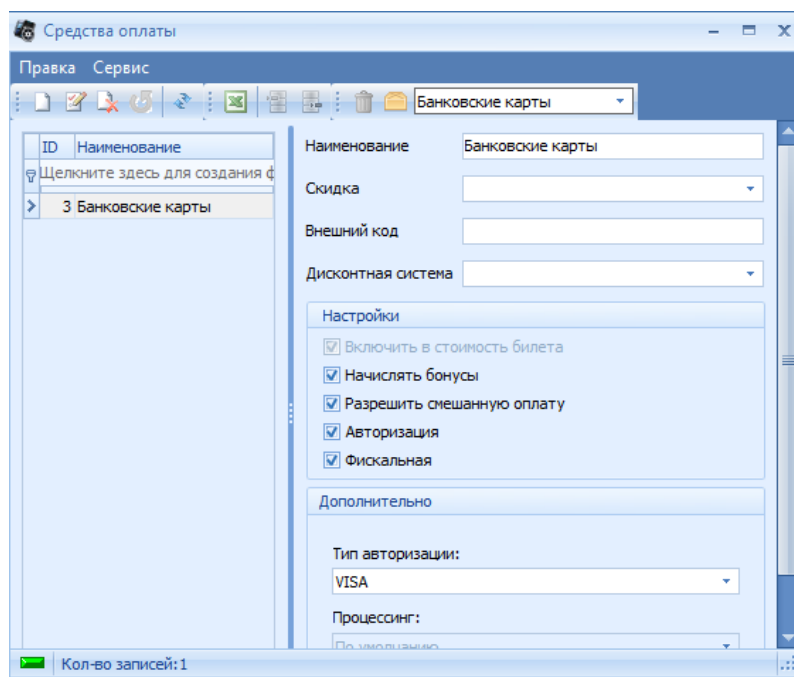 Средства оплаты
Правка Сервис
Банковские карты
ID Наименование
Щелкните здесь для создания ф
3 Банковские карты
Наименование Банковские карты
Скидка
Внешний код
Дисконтная система
Настройки
Включить в стоимость билета
Начислять бонусы
Разрешить смешанную оплату
Авторизация
Фискальная
Дополнительно
Тип авторизации:
VISA
Процессинг:
По умолчанию
Кол-во записей:1